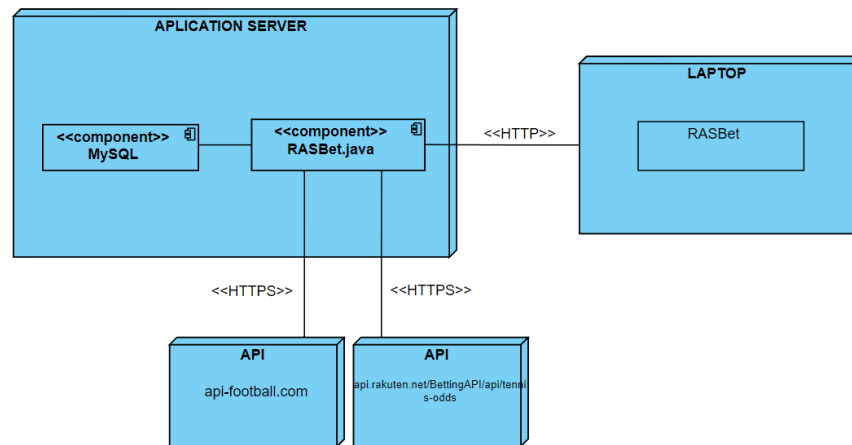 APLICATION SERVER
LAPTOP
<<component>>
MySQL
<<component>>
RASBet.java
<<HTTP>>
RASBet
<<HTTPS>>
<<HTTPS>>
API
api-football.com
API
api.rakuten.net/BettingAPI/api/tenni
s-odds